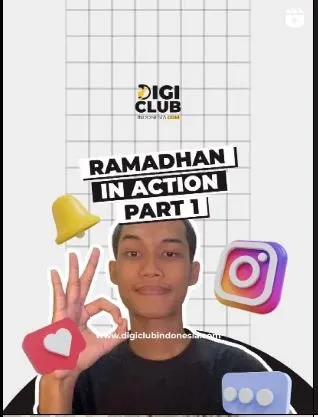 DIGI
CLUB
INDONESIA.COM
RAMADHAN
IN ACTION
PART 1
www.digiclubindonesia.com